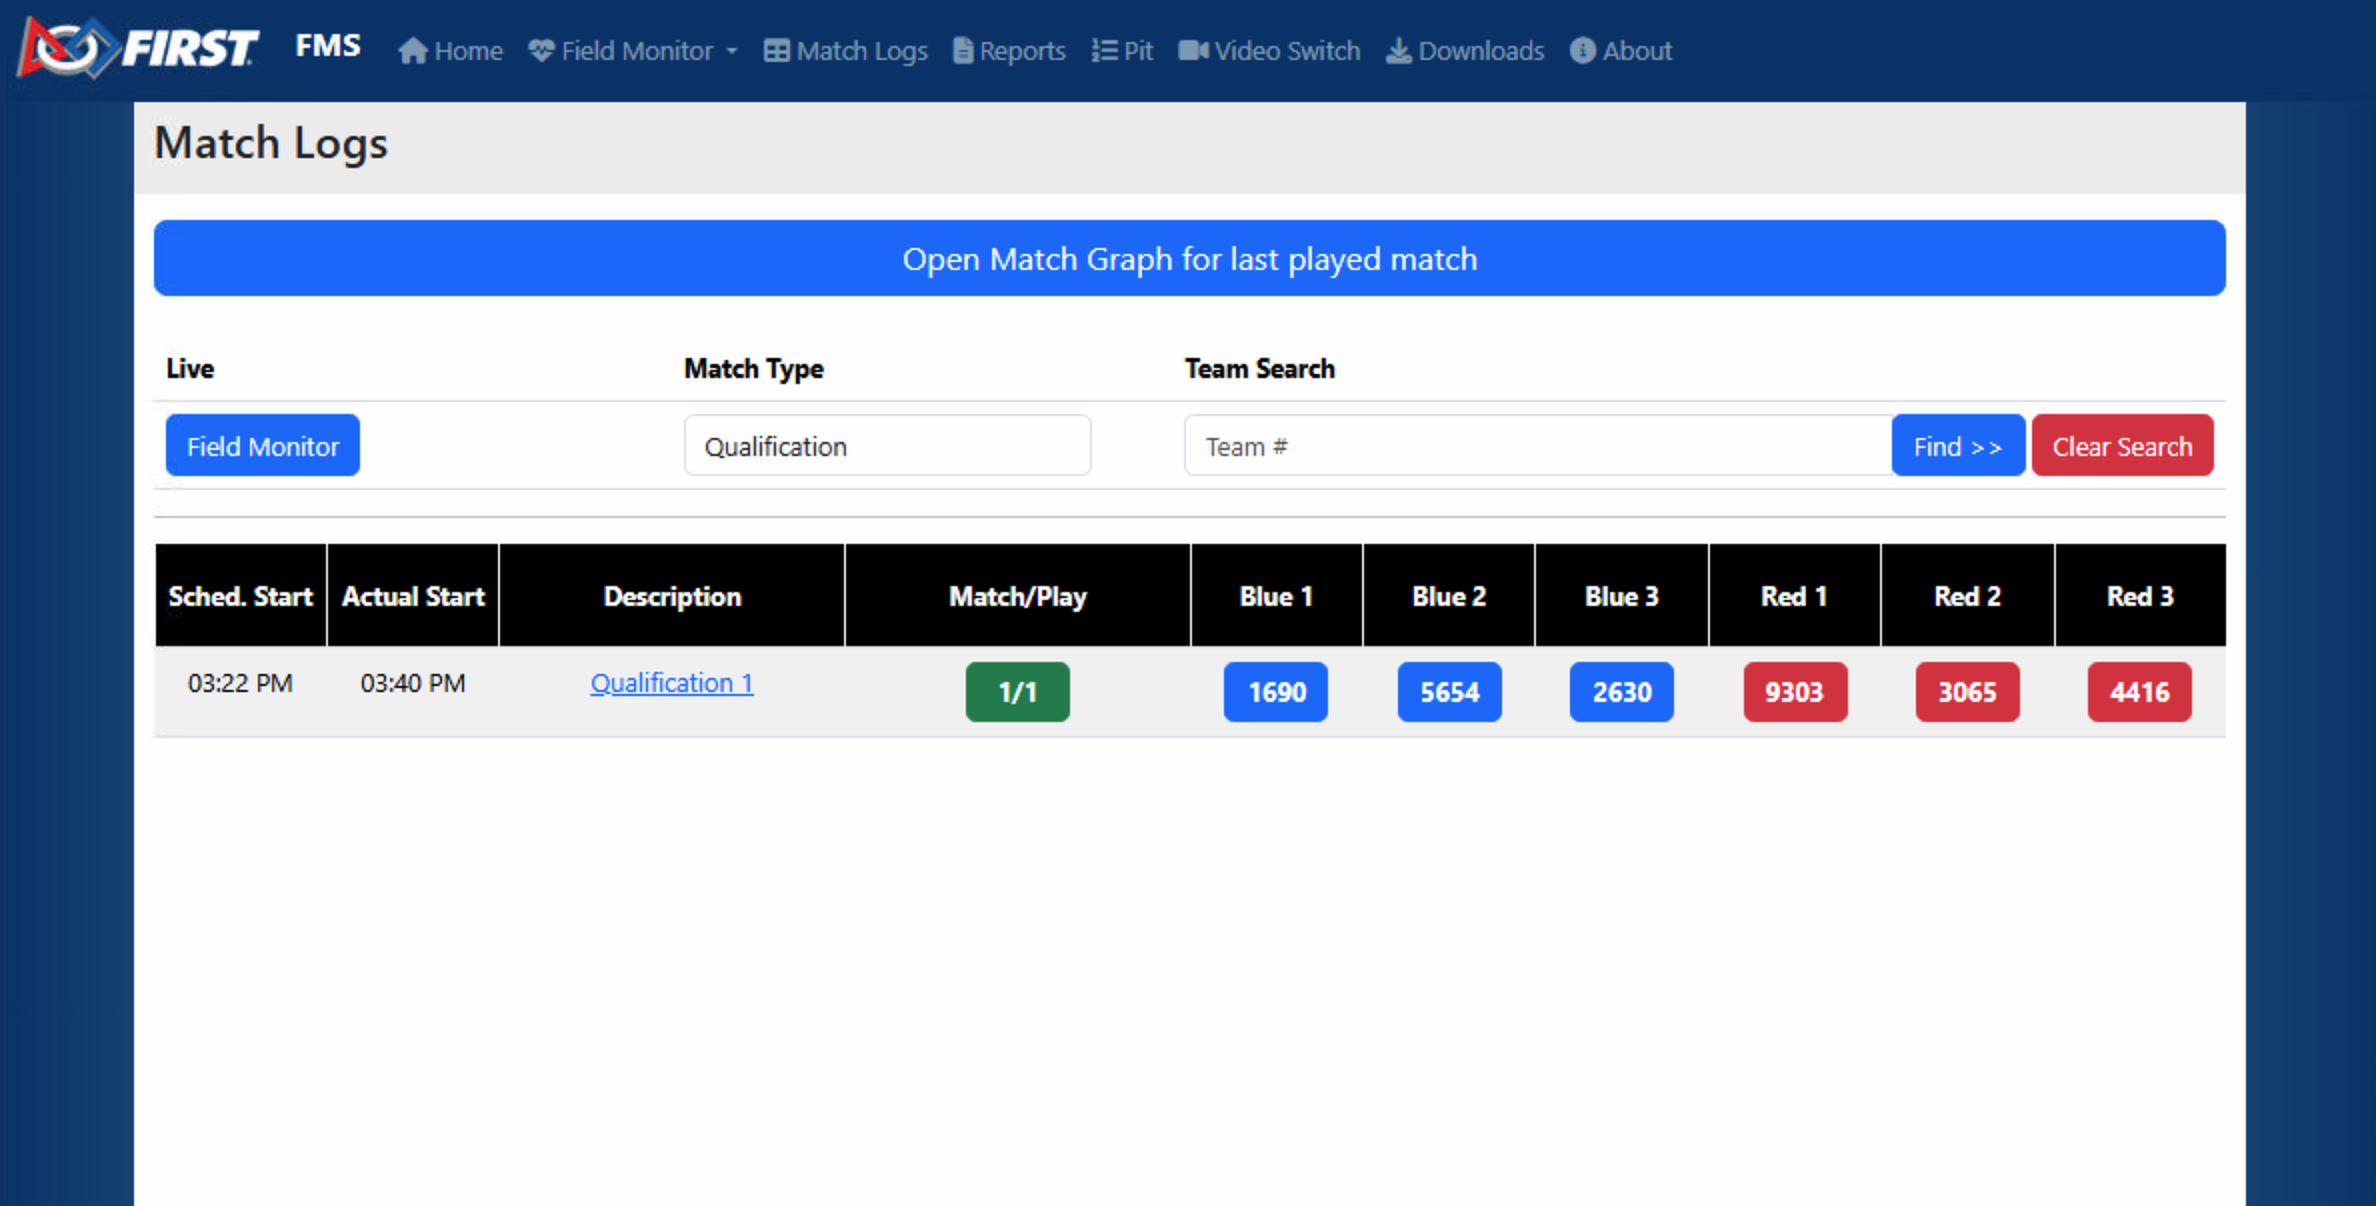 FIRST FMS Home Field Monitor Match Logs Reports Pit Video Switch Downloads About
Match Logs
Open Match Graph for last played match
Live Match Type Team Search
Field Monitor Qualification Team # Find >> Clear Search
Sched. Start Actual Start Description Match/Play Blue 1 Blue 2 Blue 3 Red 1 Red 2 Red 3
03:22 PM 03:40 PM Qualification 1 1/1 1690 5654 2630 9303 3065 4416